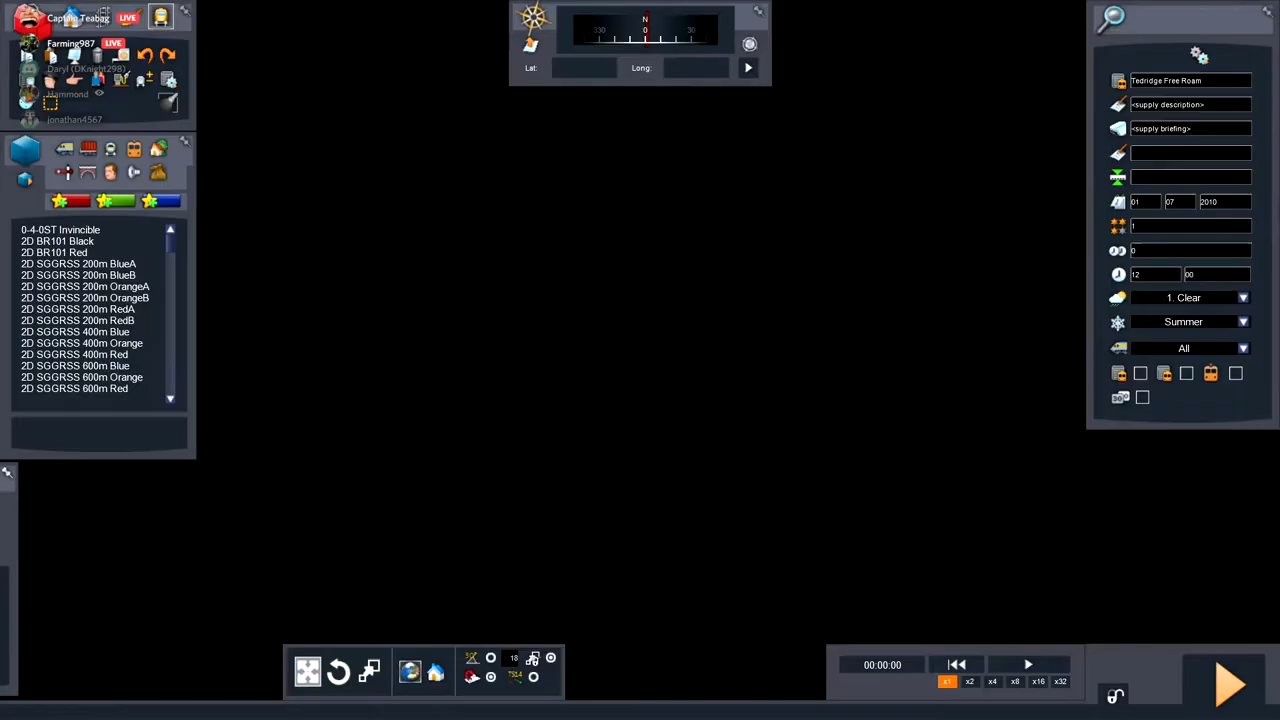 Captain Teabag LIVE
Farming987 LIVE
Daryl (DKnight298)
Hammond
jonathan4567
0-4-0ST Invincible
2D BR101 Black
2D BR101 Red
2D SGGRSS 200m BlueA
2D SGGRSS 200m BlueB
2D SGGRSS 200m OrangeA
2D SGGRSS 200m OrangeB
2D SGGRSS 200m RedA
2D SGGRSS 200m RedB
2D SGGRSS 400m Blue
2D SGGRSS 400m Orange
2D SGGRSS 400m Red
2D SGGRSS 600m Blue
2D SGGRSS 600m Orange
2D SGGRSS 600m Red
N
330 0 30
Lat: Long:
Tedridge Free Roam
<supply description>
<supply briefing>
01 07 2010
1
0
12 00
1. Clear
Summer
All
18
TS14
00:00:00
x1 x2 x4 x8 x16 x32